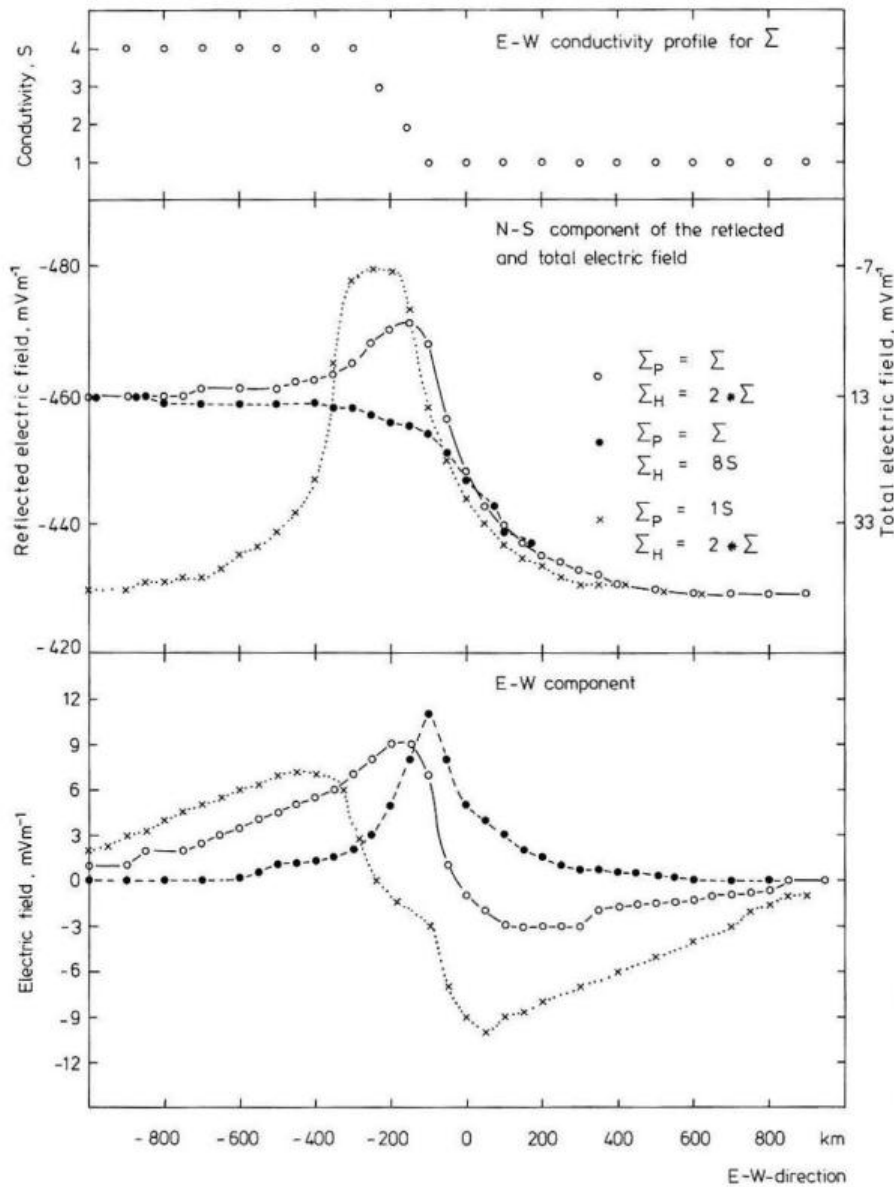 E-W conductivity profile for Σ
Condutivity, S
4
3
2
1
N-S component of the reflected
and total electric field
Reflected electric field, mVm⁻¹
-480
-460
-440
-420
Total electric field, mVm⁻¹
-7
13
33
Σ_P = Σ
Σ_H = 2 * Σ
Σ_P = Σ
Σ_H = 8S
Σ_P = 1S
Σ_H = 2 * Σ
E-W component
Electric field, mVm⁻¹
12
9
6
3
0
-3
-6
-9
-12
-800 -600 -400 -200 0 200 400 600 800 km
E-W-direction